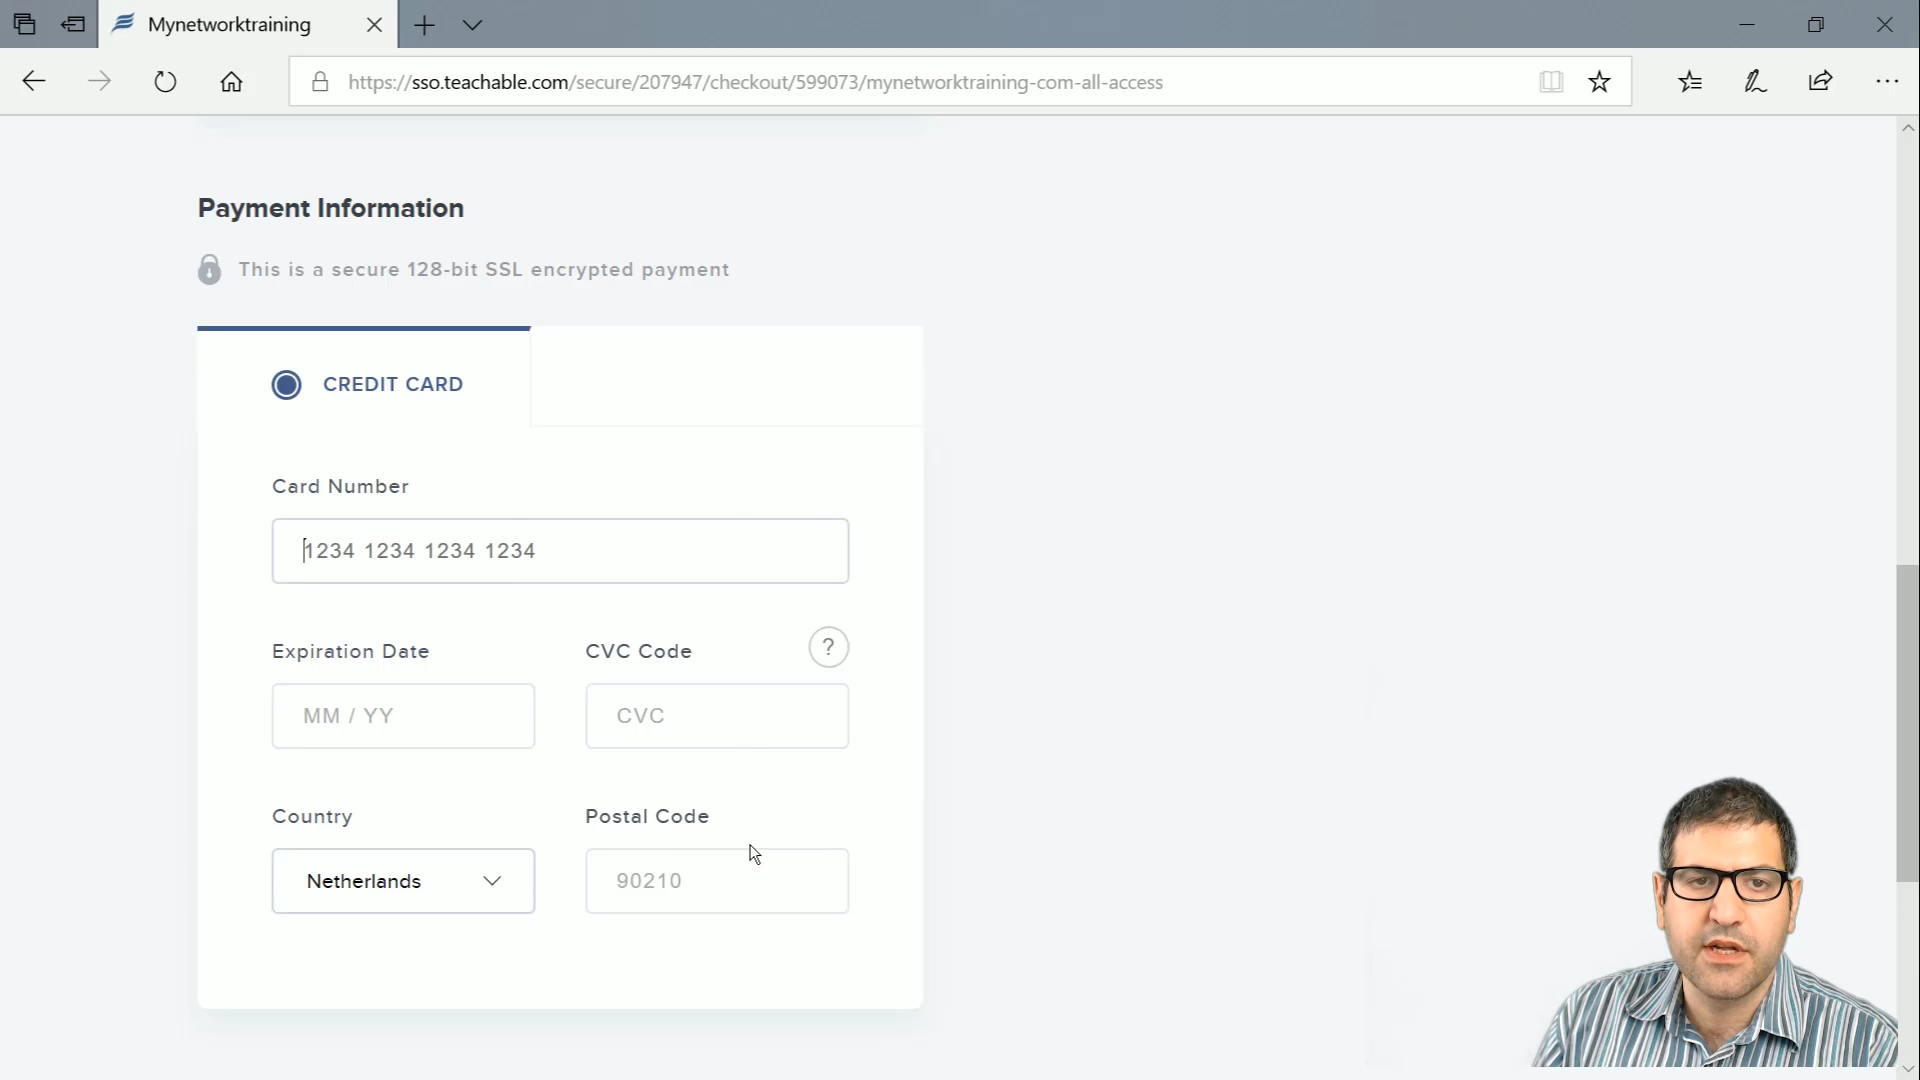 Mynetworktraining
https://sso.teachable.com/secure/207947/checkout/599073/mynetworktraining-com-all-access
Payment Information
This is a secure 128-bit SSL encrypted payment
CREDIT CARD
Card Number
1234 1234 1234 1234
Expiration Date
CVC Code
?
MM / YY
CVC
Country
Postal Code
Netherlands
90210